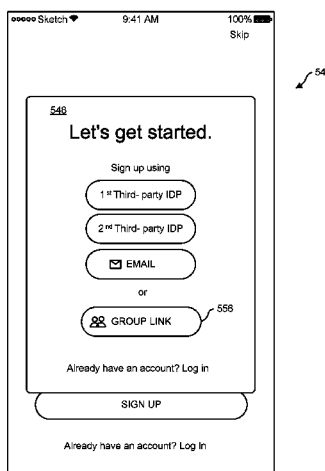 Sketch 9:41 AM 100%
Skip
54
548
Let's get started.
Sign up using
1st Third- party IDP
2nd Third- party IDP
EMAIL
or
GROUP LINK
556
Already have an account? Log in
SIGN UP
Already have an account? Log In